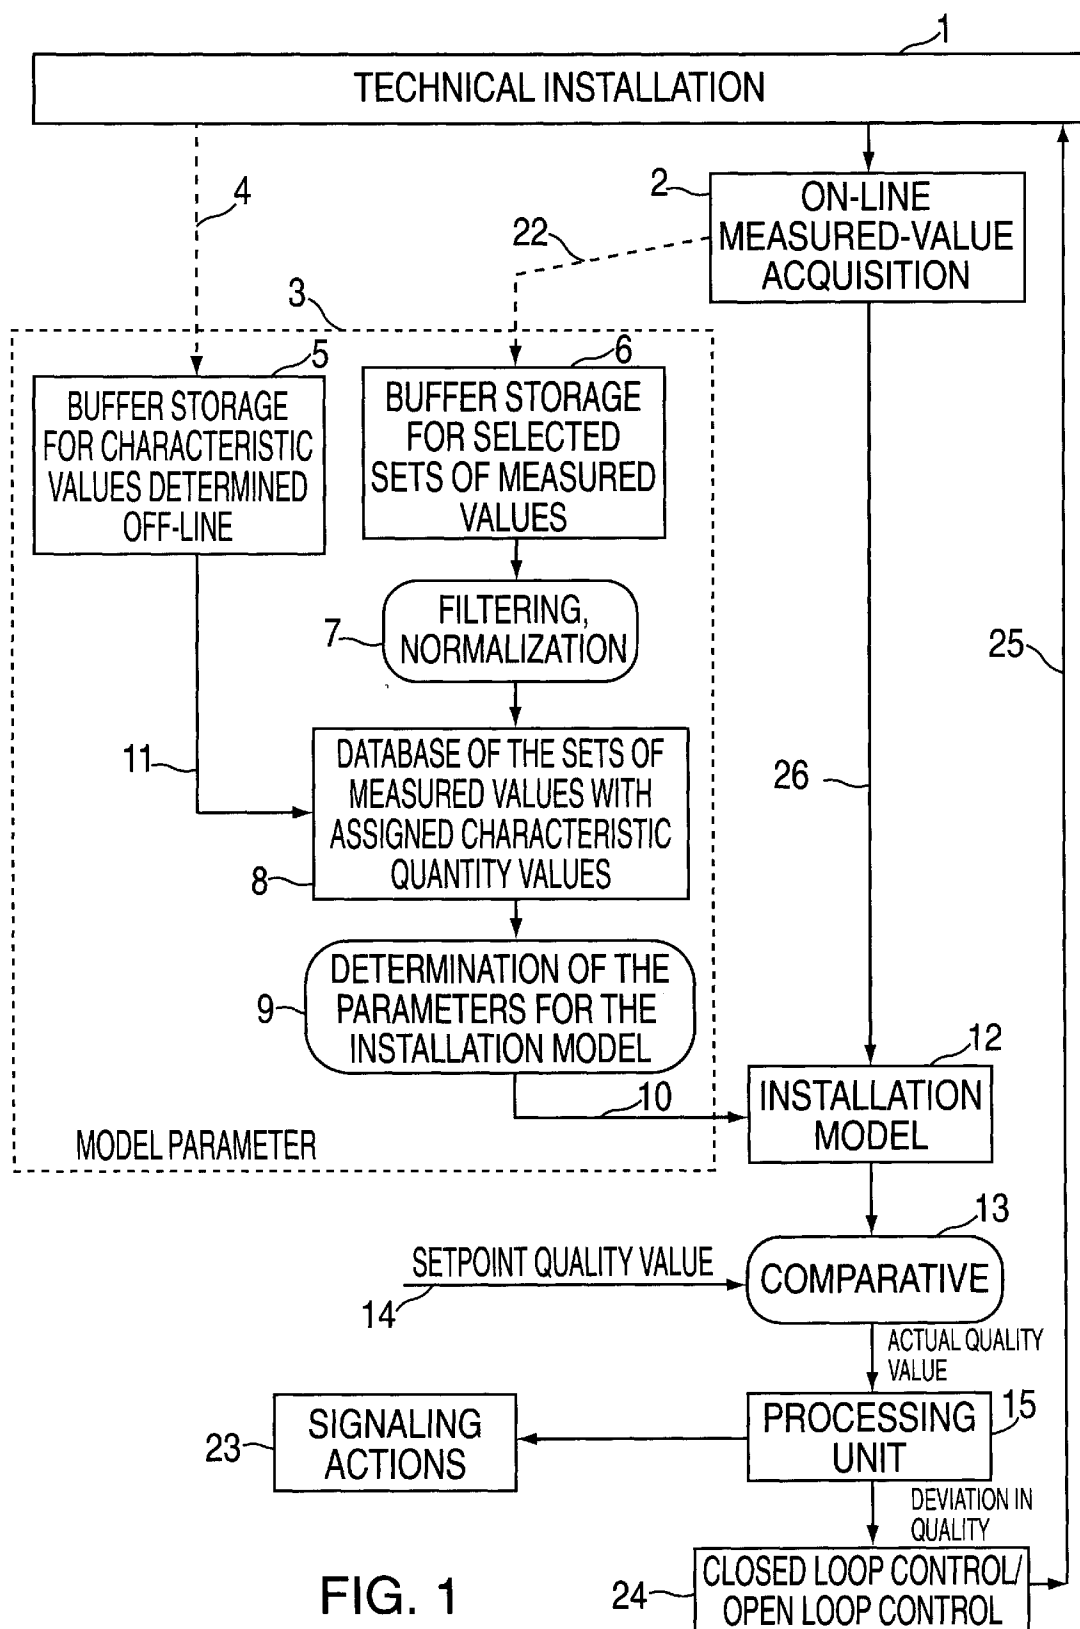 1
TECHNICAL INSTALLATION
4
2
ON-LINE
MEASURED-VALUE
ACQUISITION
22
3
5
BUFFER STORAGE
FOR CHARACTERISTIC
VALUES DETERMINED
OFF-LINE
6
BUFFER STORAGE
FOR SELECTED
SETS OF MEASURED
VALUES
7
FILTERING,
NORMALIZATION
25
11
26
DATABASE OF THE SETS OF
MEASURED VALUES WITH
ASSIGNED CHARACTERISTIC
QUANTITY VALUES
8
9
DETERMINATION OF THE
PARAMETERS FOR THE
INSTALLATION MODEL
10
12
INSTALLATION
MODEL
MODEL PARAMETER
13
SETPOINT QUALITY VALUE
14
COMPARATIVE
ACTUAL QUALITY
VALUE
23
SIGNALING
ACTIONS
15
PROCESSING
UNIT
DEVIATION IN
QUALITY
24
CLOSED LOOP CONTROL/
OPEN LOOP CONTROL
FIG. 1